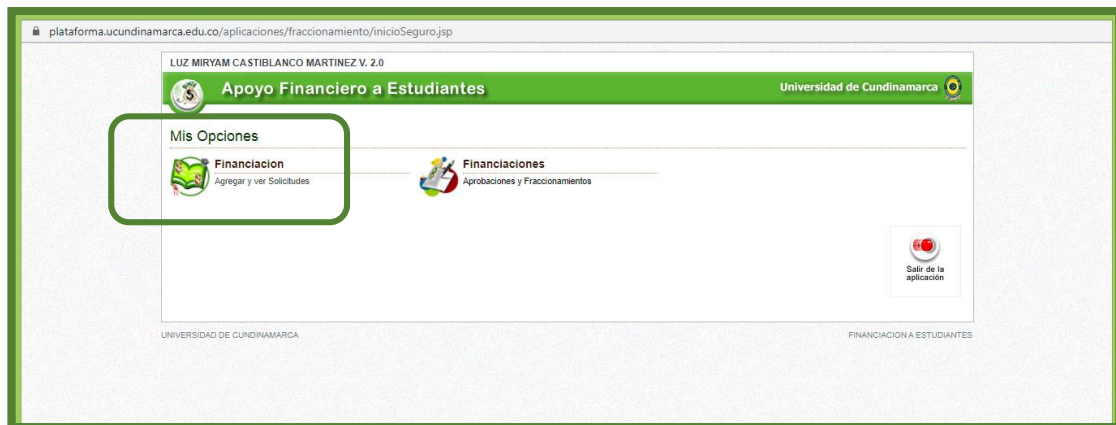 plataforma.ucundinamarca.edu.co/aplicaciones/fraccionamiento/inicioSeguro.jsp
LUZ MIRYAM CASTIBLANCO MARTINEZ V. 2.0
Apoyo Financiero a Estudiantes
Universidad de Cundinamarca
Mis Opciones
Financiacion
Agregar y ver Solicitudes
Financiaciones
Aprobaciones y Fraccionamientos
Salir de la
aplicación
UNIVERSIDAD DE CUNDINAMARCA
FINANCIACION A ESTUDIANTES